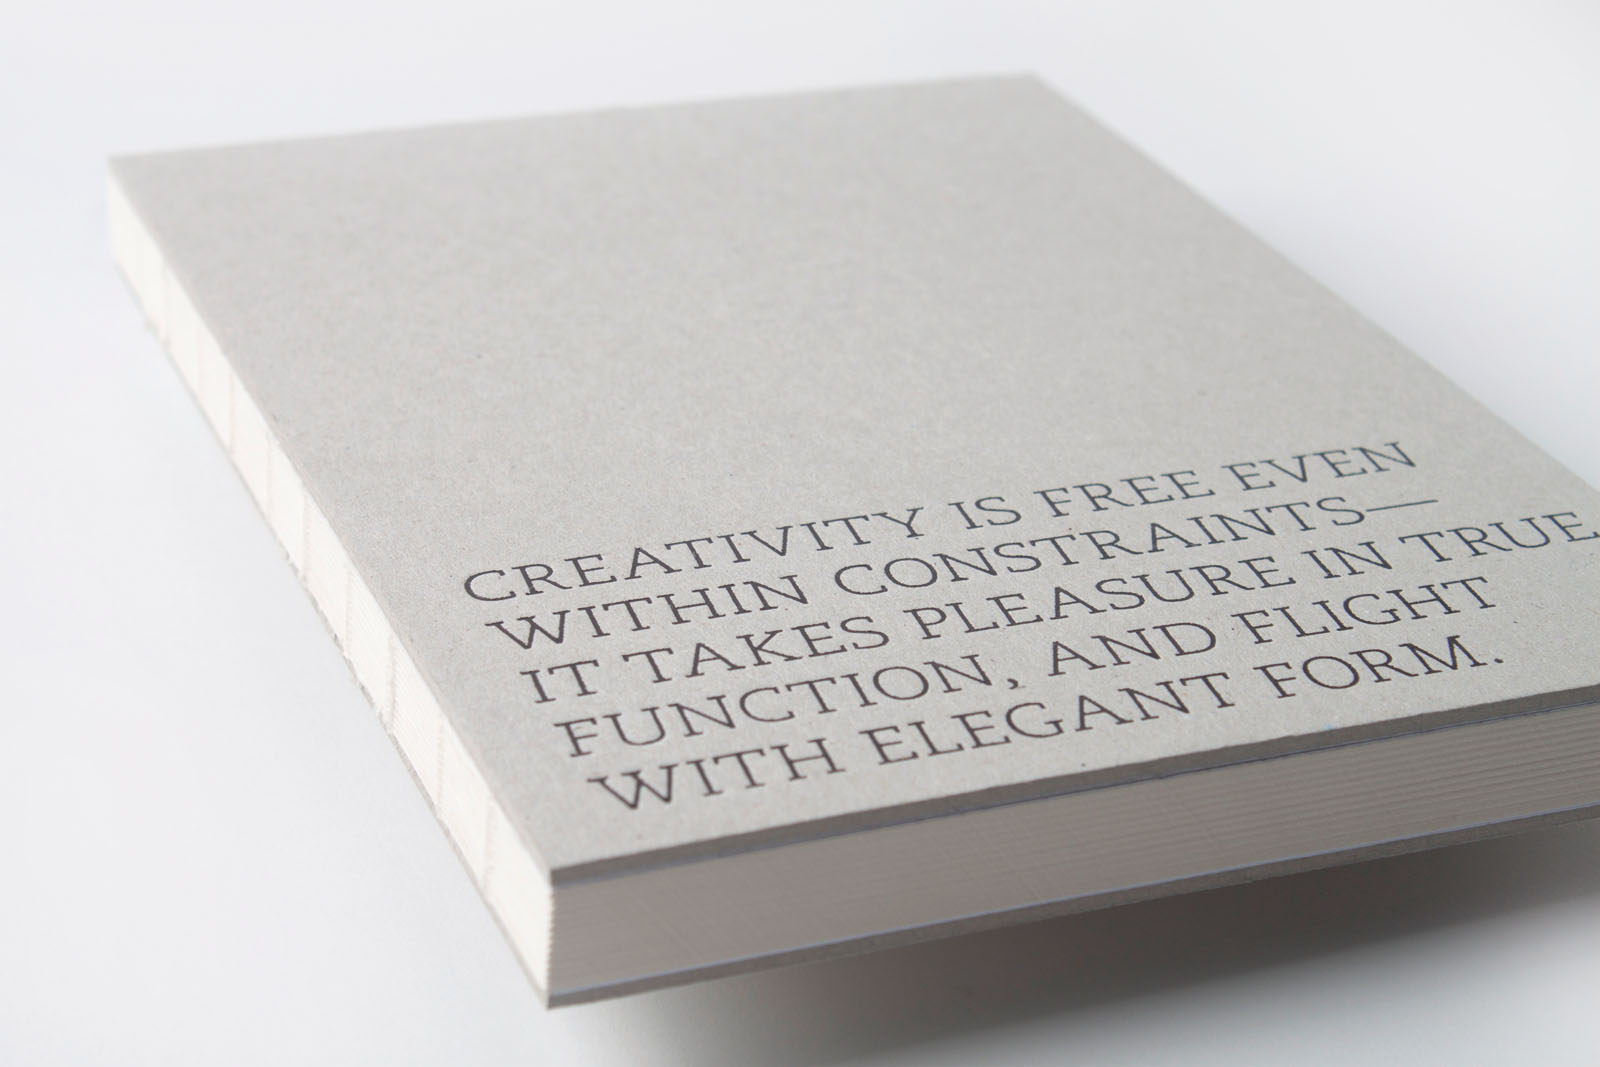 CREATIVITY IS FREE EVEN
WITHIN CONSTRAINTS—
IT TAKES PLEASURE IN TRUE
FUNCTION, AND FLIGHT
WITH ELEGANT FORM.